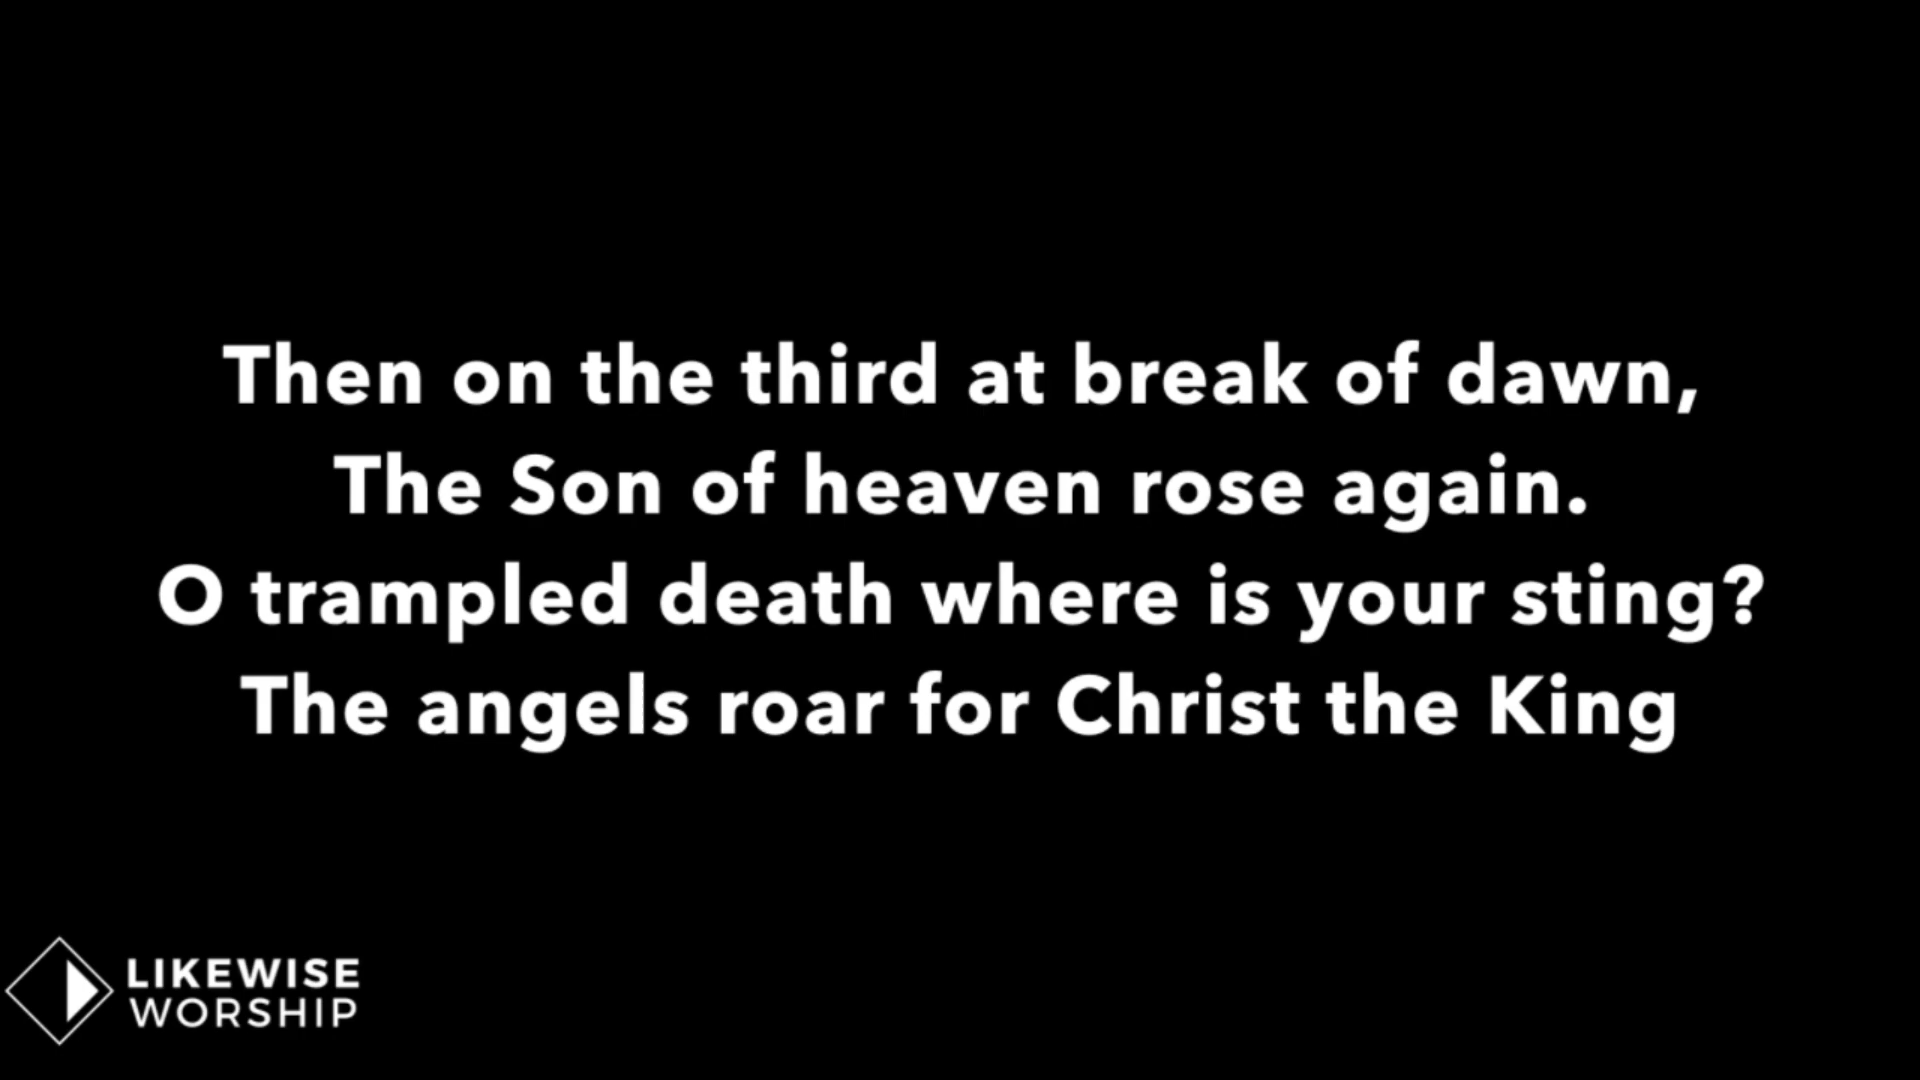 Then on the third at break of dawn,
The Son of heaven rose again.
O trampled death where is your sting?
The angels roar for Christ the King
LIKEWISE
WORSHIP